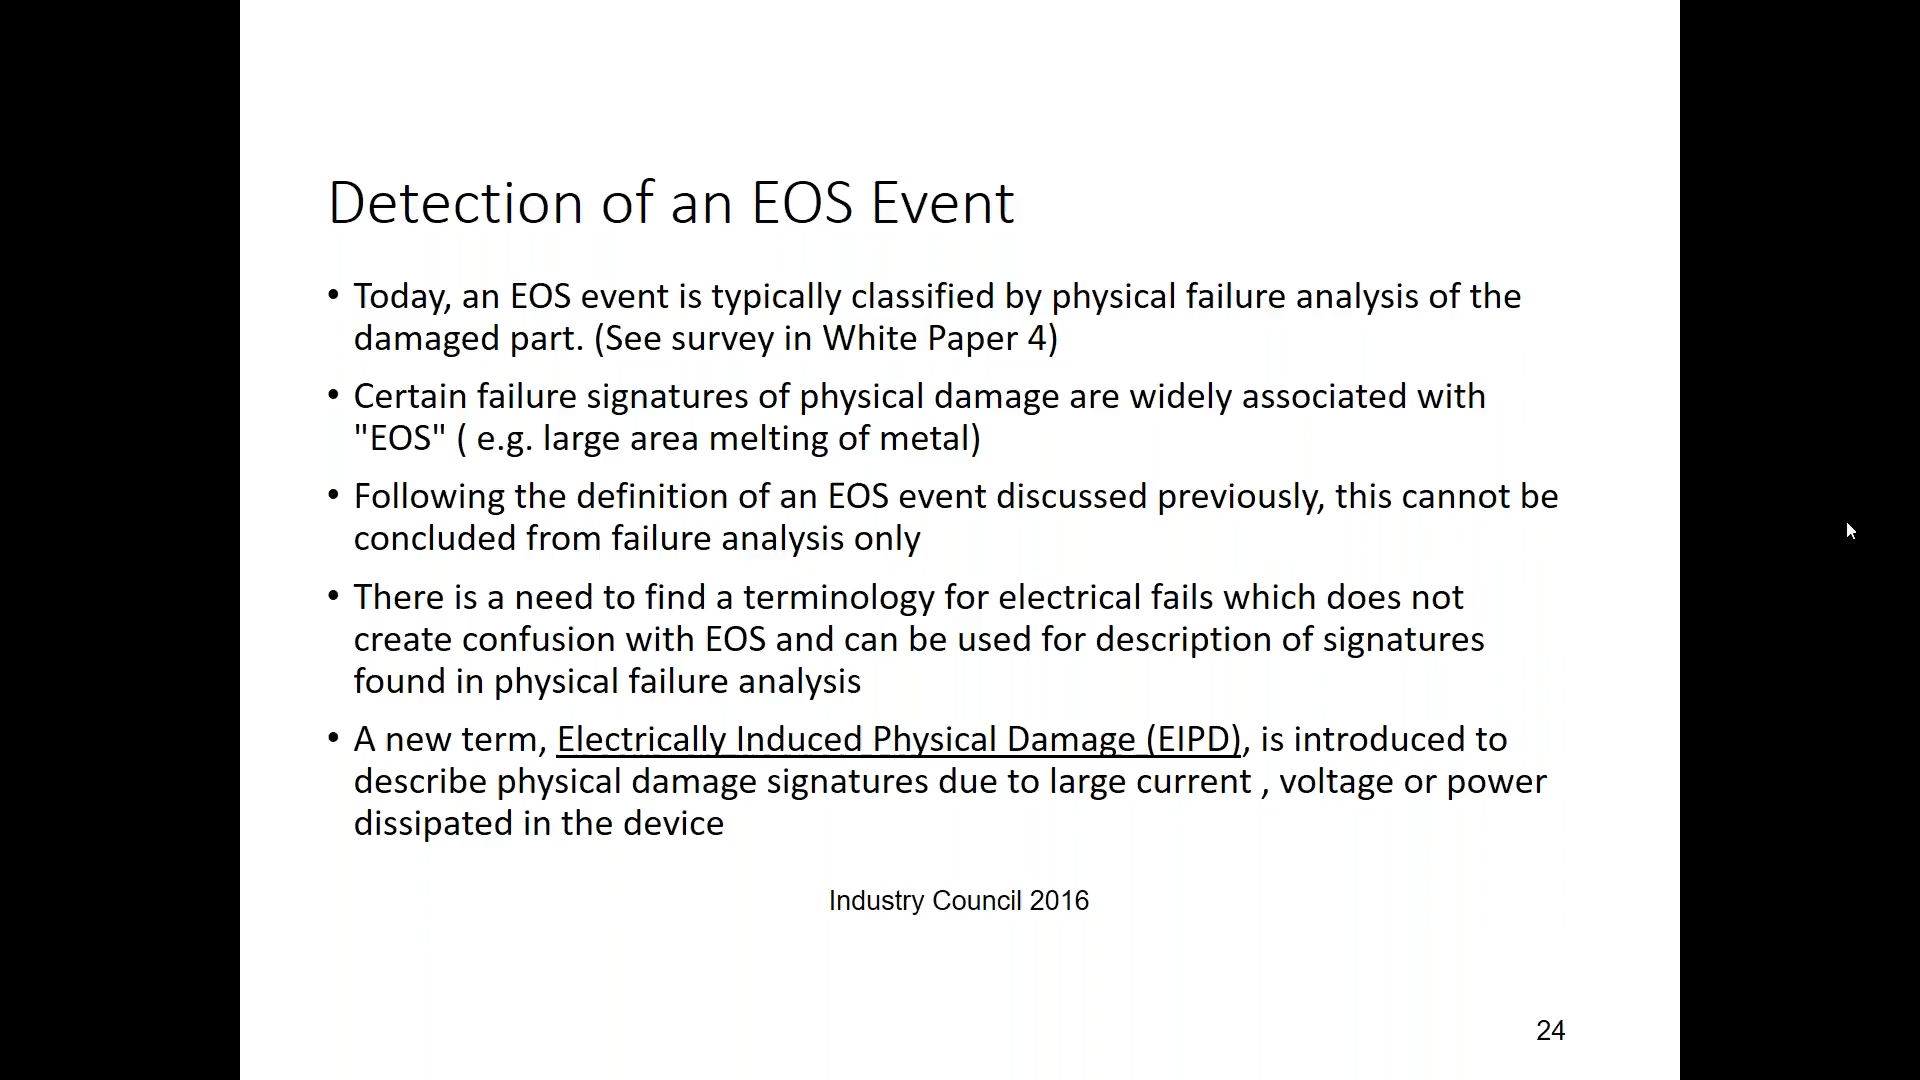 Detection of an EOS Event
• Today, an EOS event is typically classified by physical failure analysis of the
damaged part. (See survey in White Paper 4)
• Certain failure signatures of physical damage are widely associated with
"EOS" ( e.g. large area melting of metal)
• Following the definition of an EOS event discussed previously, this cannot be
concluded from failure analysis only
• There is a need to find a terminology for electrical fails which does not
create confusion with EOS and can be used for description of signatures
found in physical failure analysis
• A new term, Electrically Induced Physical Damage (EIPD), is introduced to
describe physical damage signatures due to large current , voltage or power
dissipated in the device
Industry Council 2016
24